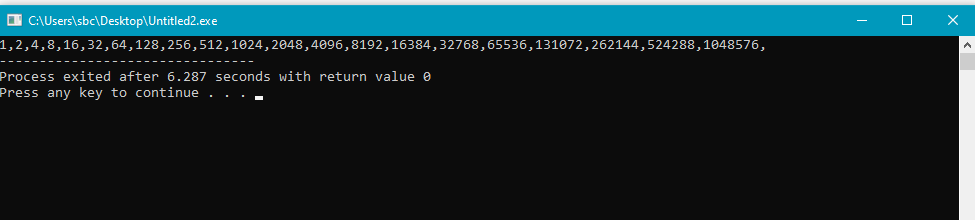 C:\Users\sbc\Desktop\Untitled2.exe
1,2,4,8,16,32,64,128,256,512,1024,2048,4096,8192,16384,32768,65536,131072,262144,524288,1048576,
--------------------------------
Process exited after 6.287 seconds with return value 0
Press any key to continue . . .